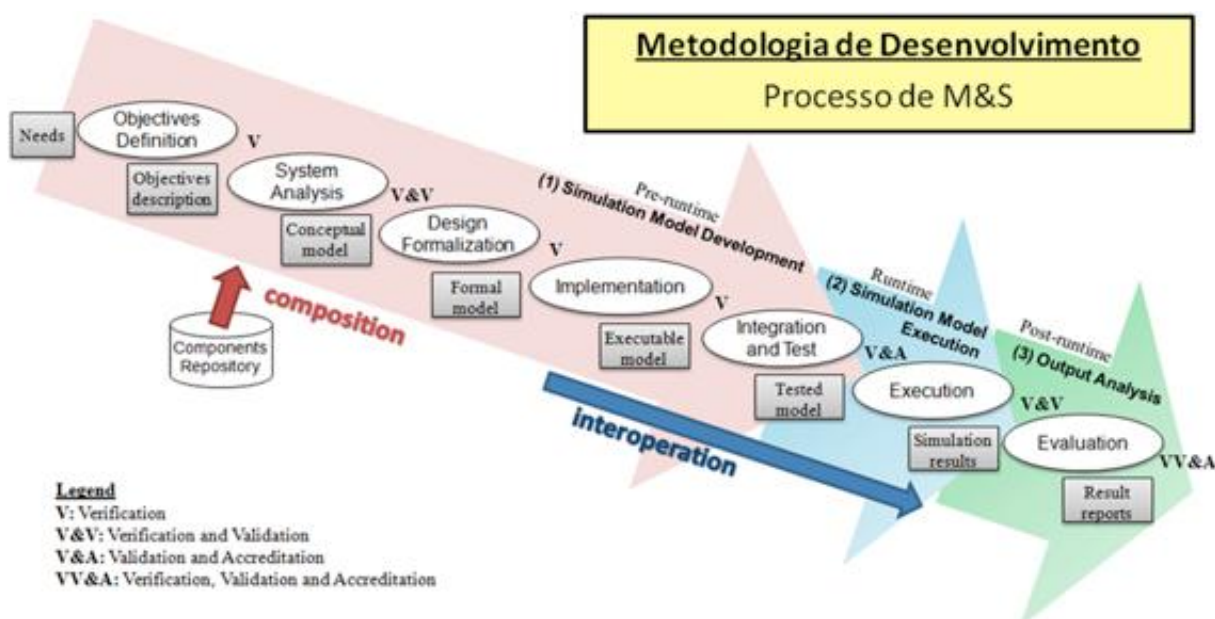 Metodologia de Desenvolvimento
Processo de M&S
Needs
Objectives
Definition
V
Objectives
description
System
Analysis
V&V
Conceptual
model
Design
Formalization
V
Formal
model
Implementation
V
Executable
model
Integration
and Test
V&A
Tested
model
Execution
V&V
Simulation
results
Evaluation
VV&A
Result
reports
Pre-runtime
(1) Simulation Model Development
Runtime
(2) Simulation Model
Execution
Post-runtime
(3) Output Analysis
composition
Components
Repository
interoperation
Legend
V: Verification
V&V: Verification and Validation
V&A: Validation and Accreditation
VV&A: Verification, Validation and Accreditation